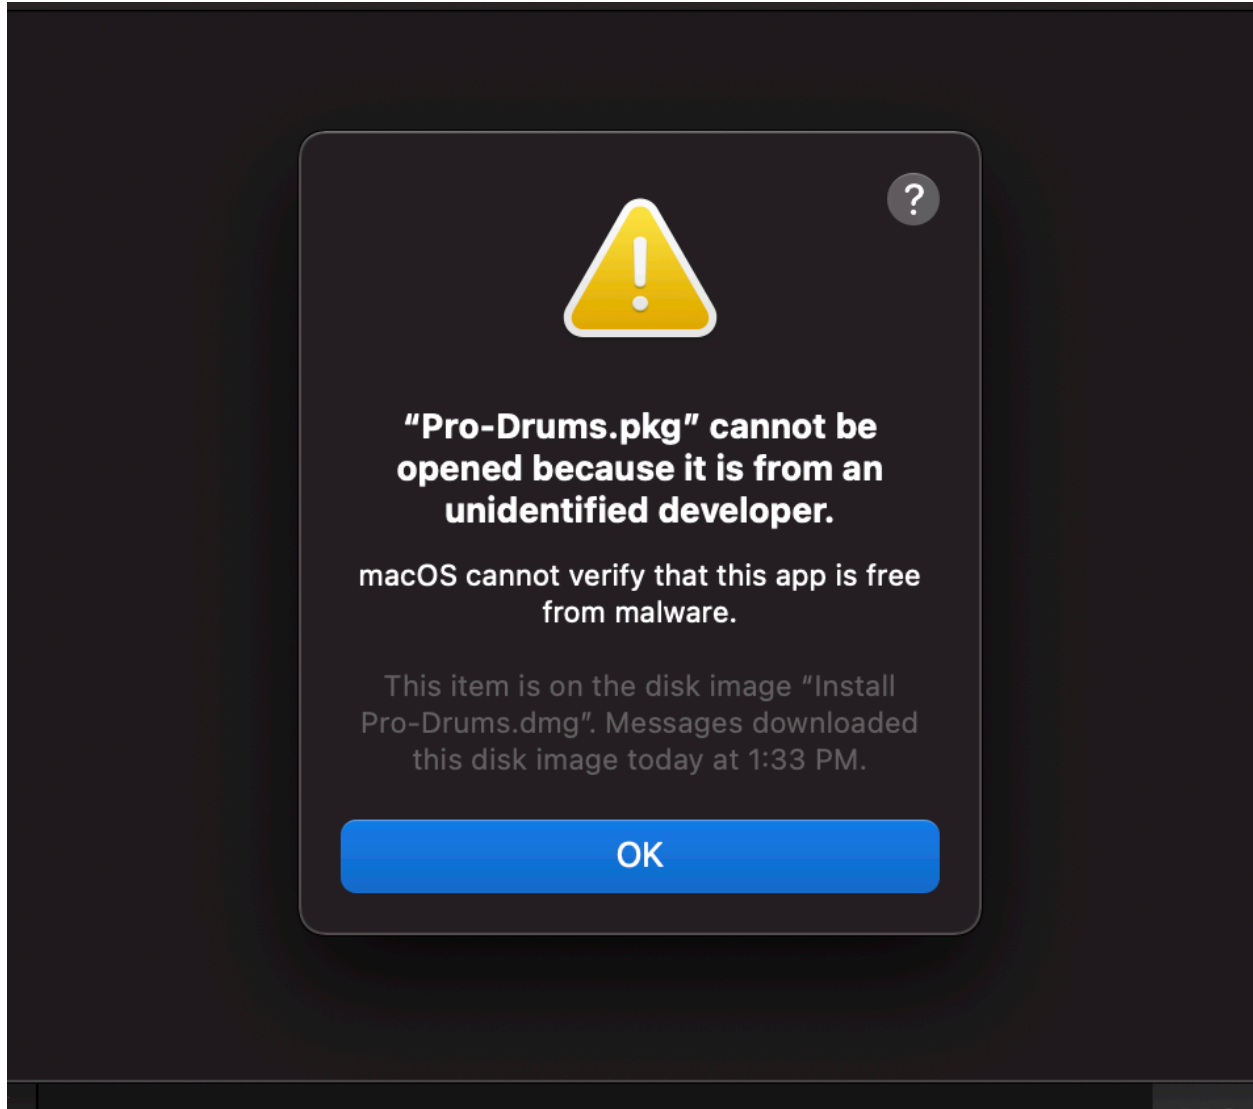 ?
“Pro-Drums.pkg” cannot be
opened because it is from an
unidentified developer.
macOS cannot verify that this app is free
from malware.
This item is on the disk image “Install
Pro-Drums.dmg”. Messages downloaded
this disk image today at 1:33 PM.
OK